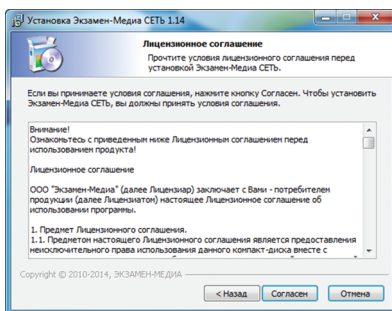 Установка Экзамен-Медиа СЕТЬ 1.14
Лицензионное соглашение
Прочтите условия лицензионного соглашения перед
установкой Экзамен-Медиа СЕТЬ.
Если вы принимаете условия соглашения, нажмите кнопку Согласен. Чтобы установить
Экзамен-Медиа СЕТЬ, вы должны принять условия соглашения.
Внимание!
Ознакомьтесь с приведенным ниже Лицензионным соглашением перед
использованием продукта!
Лицензионное соглашение
ООО "Экзамен-Медиа" (далее Лицензиар) заключает с Вами - потребителем
продукции (далее Лицензиатом) настоящее Лицензионное соглашение об
использовании программы.
1. Предмет Лицензионного соглашения.
1.1. Предметом настоящего Лицензионного соглашения является предоставления
неисключительного права использования данного компакт-диска вместе с
Copyright © 2010-2014, ЭКЗАМЕН-МЕДИА
< Назад Согласен Отмена